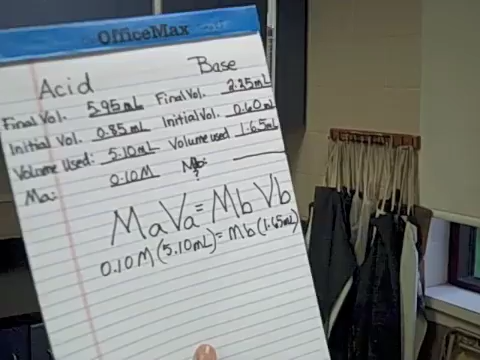 OfficeMax
Acid Base
Final Vol. 5.95mL Final Vol. 2.25mL
Initial Vol. 0.85mL Initial Vol. 0.60mL
Volume Used: 5.10mL Volume used 1.65mL
Ma: 0.10M Mb: ?
MaVa = MbVb
0.10M (5.10mL) = Mb (1.65mL)